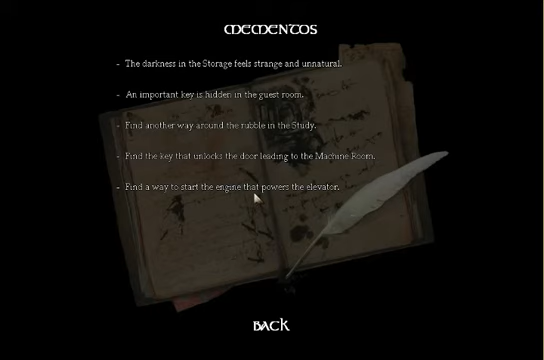 MEMENTOS
- The darkness in the Storage feels strange and unnatural.
- An important key is hidden in the guest room.
- Find another way around the rubble in the Study.
- Find the key that unlocks the door leading to the Machine Room.
- Find a way to start the engine that powers the elevator.
BACK